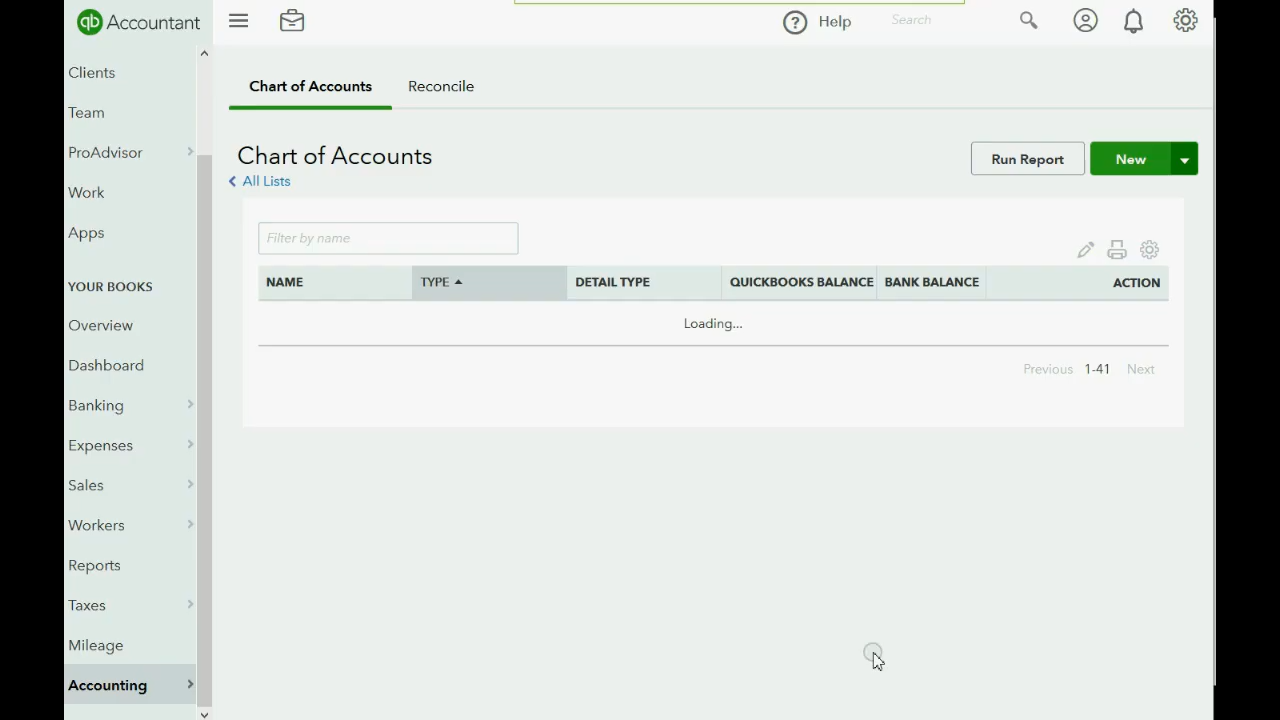 qb Accountant
Help
Search
Clients
Team
ProAdvisor
Work
Apps
YOUR BOOKS
Overview
Dashboard
Banking
Expenses
Sales
Workers
Reports
Taxes
Mileage
Accounting
Chart of Accounts Reconcile
Chart of Accounts
All Lists
Run Report New
Filter by name
NAME TYPE DETAIL TYPE QUICKBOOKS BALANCE BANK BALANCE ACTION
Loading...
Previous 1-41 Next